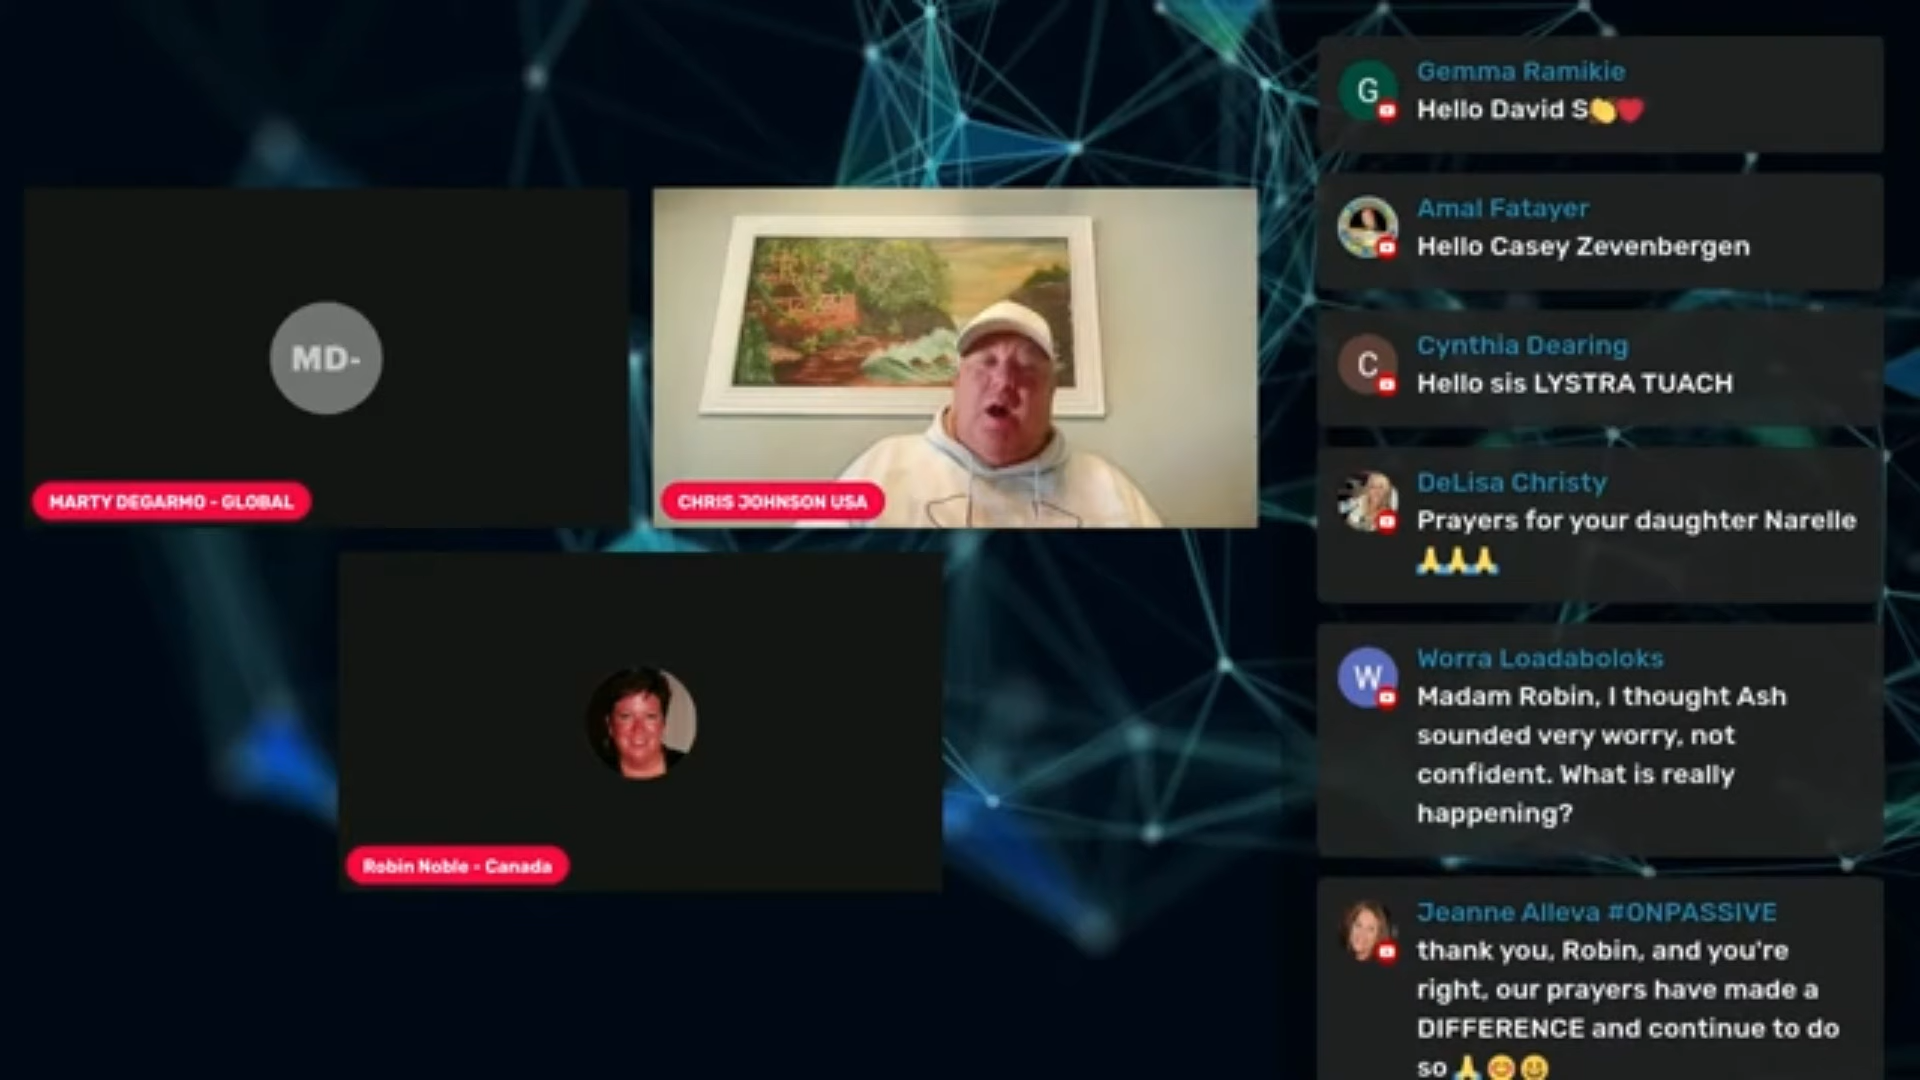 MD-
MARTY DEGARMO - GLOBAL
CHRIS JOHNSON USA
Robin Noble - Canada
G
Gemma Ramikie
Hello David S👏❤️
Amal Fatayer
Hello Casey Zevenbergen
C
Cynthia Dearing
Hello sis LYSTRA TUACH
DeLisa Christy
Prayers for your daughter Narelle
🙏🙏🙏
W
Worra Loadaboloks
Madam Robin, I thought Ash
sounded very worry, not
confident. What is really
happening?
Jeanne Alleva #ONPASSIVE
thank you, Robin, and you're
right, our prayers have made a
DIFFERENCE and continue to do
so 🙏😊😃